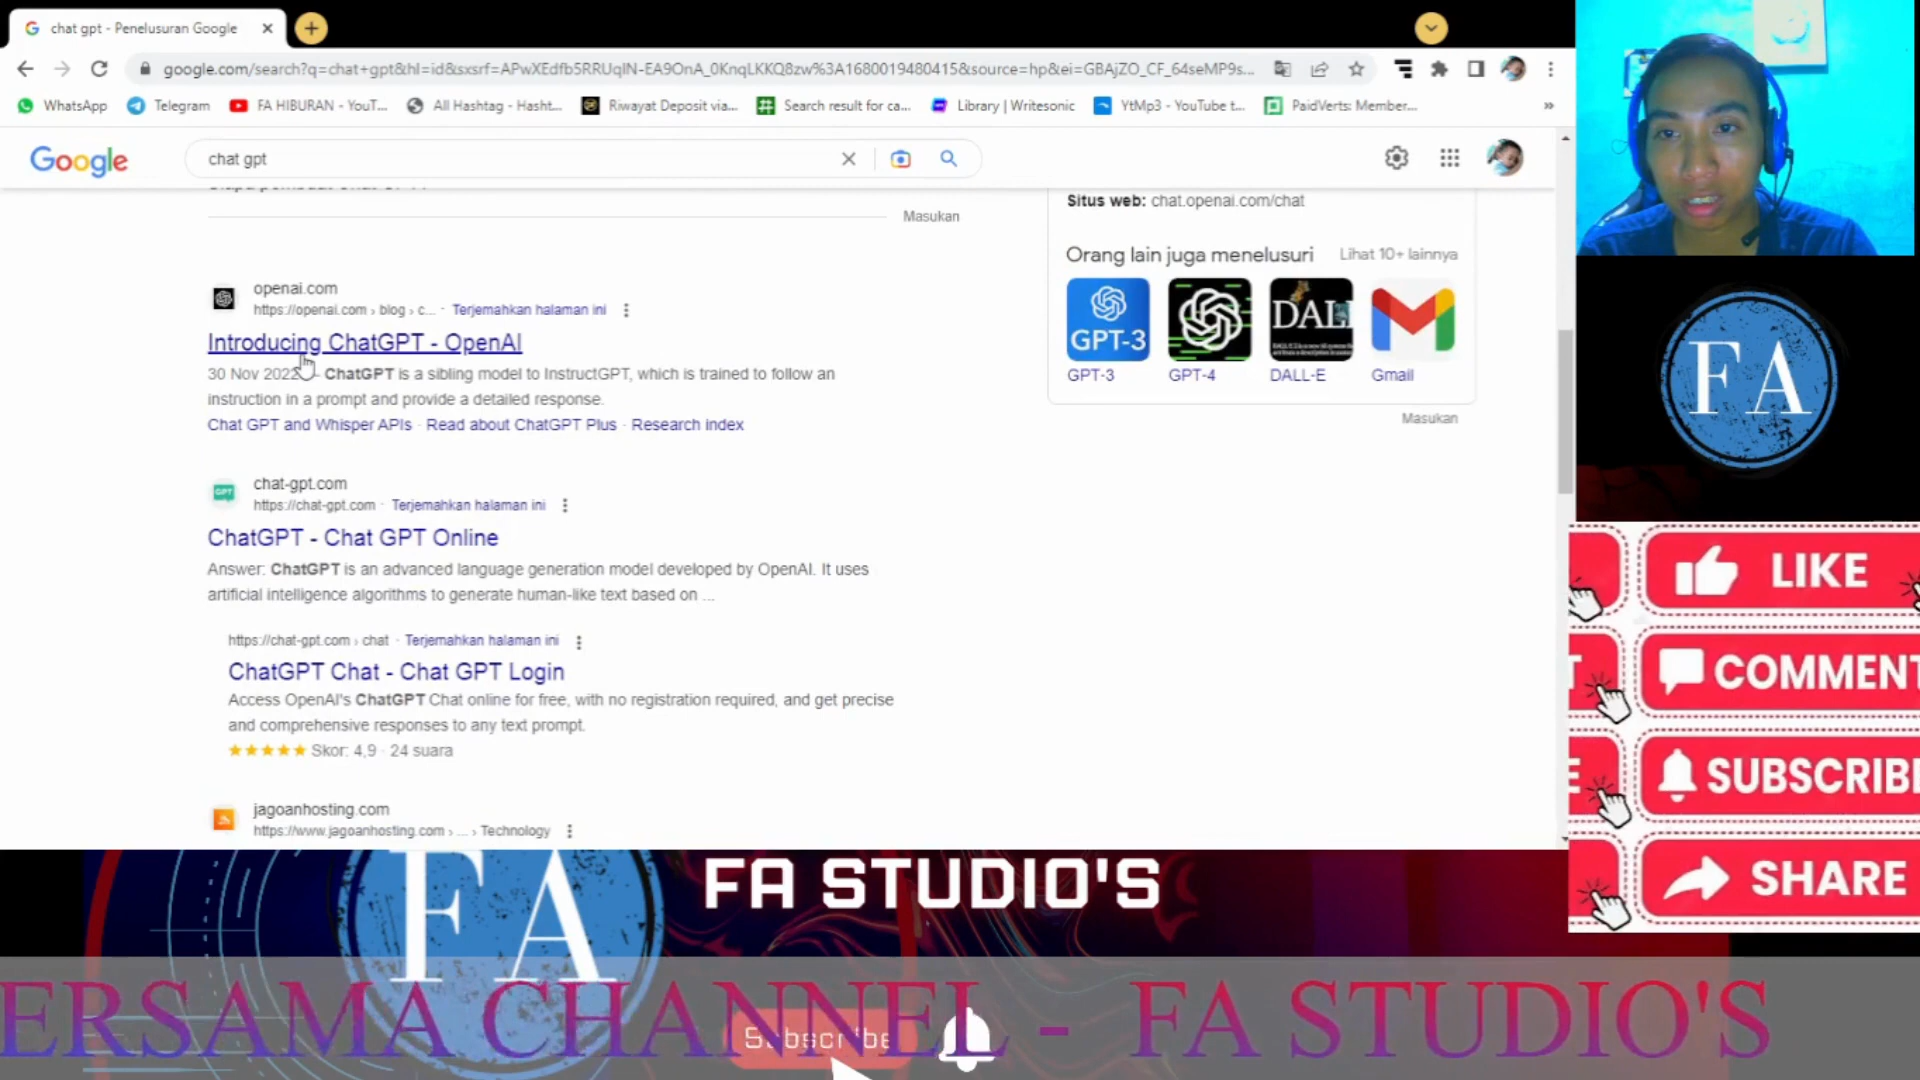 chat gpt - Penelusuran Google
google.com/search?q=chat+gpt&hl=id&sxsrf=APwXEdfb5RRUqIN-EA9OnA_0KnqLKKQ8zw%3A1680019480415&source=hp&ei=GBAjZO_CF_64seMP9s...
WhatsApp
Telegram
FA HIBURAN - YouT...
All Hashtag - Hasht...
Riwayat Deposit via...
Search result for ca...
Library | Writesonic
YtMp3 - YouTube t...
PaidVerts: Member...
Google
chat gpt
Masukan
openai.com
https://openai.com › blog › c... · Terjemahkan halaman ini
Introducing ChatGPT - OpenAI
30 Nov 2022 — ChatGPT is a sibling model to InstructGPT, which is trained to follow an
instruction in a prompt and provide a detailed response.
Chat GPT and Whisper APIs · Read about ChatGPT Plus · Research index
GPT
chat-gpt.com
https://chat-gpt.com · Terjemahkan halaman ini
ChatGPT - Chat GPT Online
Answer: ChatGPT is an advanced language generation model developed by OpenAI. It uses
artificial intelligence algorithms to generate human-like text based on ...
https://chat-gpt.com › chat · Terjemahkan halaman ini
ChatGPT Chat - Chat GPT Login
Access OpenAI's ChatGPT Chat online for free, with no registration required, and get precise
and comprehensive responses to any text prompt.
Skor: 4,9 · 24 suara
jagoanhosting.com
https://www.jagoanhosting.com › ... › Technology
Situs web: chat.openai.com/chat
Orang lain juga menelusuri
Lihat 10+ lainnya
GPT-3
DALL
GPT-3
GPT-4
DALL-E
Gmail
Masukan
FA
LIKE
T
COMMENT
E
SUBSCRIBE
SHARE
FA
FA STUDIO'S
Subscribe
ERSAMA CHANNEL - FA STUDIO'S